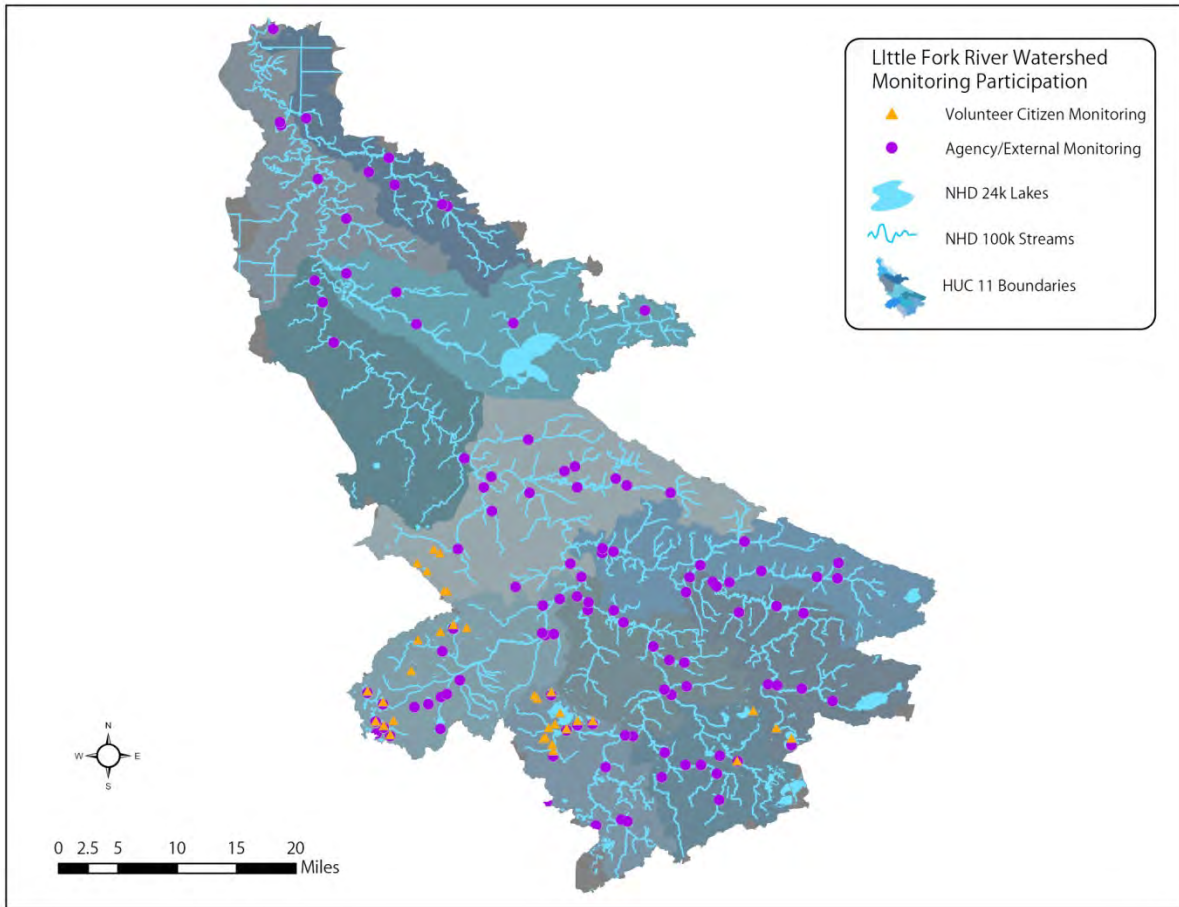 LIttle Fork River Watershed
Monitoring Participation
Volunteer Citizen Monitoring
Agency/External Monitoring
NHD 24k Lakes
NHD 100k Streams
HUC 11 Boundaries
N
W E
S
0 2.5 5 10 15 20
Miles